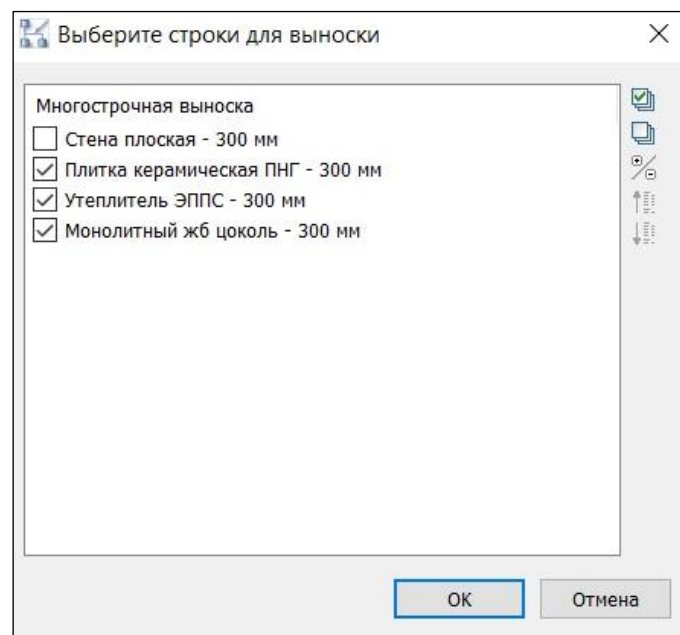 Выберите строки для выноски
Многострочная выноска
Стена плоская - 300 мм
Плитка керамическая ПНГ - 300 мм
Утеплитель ЭППС - 300 мм
Монолитный жб цоколь - 300 мм
ОК
Отмена